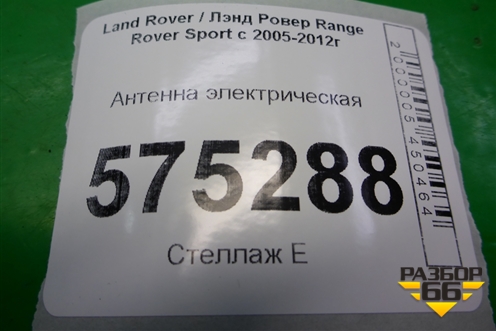 Land Rover / Лэнд Ровер Range
Rover Sport с 2005-2012г
Антенна электрическая
575288
Стеллаж Е
2000005450464
РАЗБОР
66